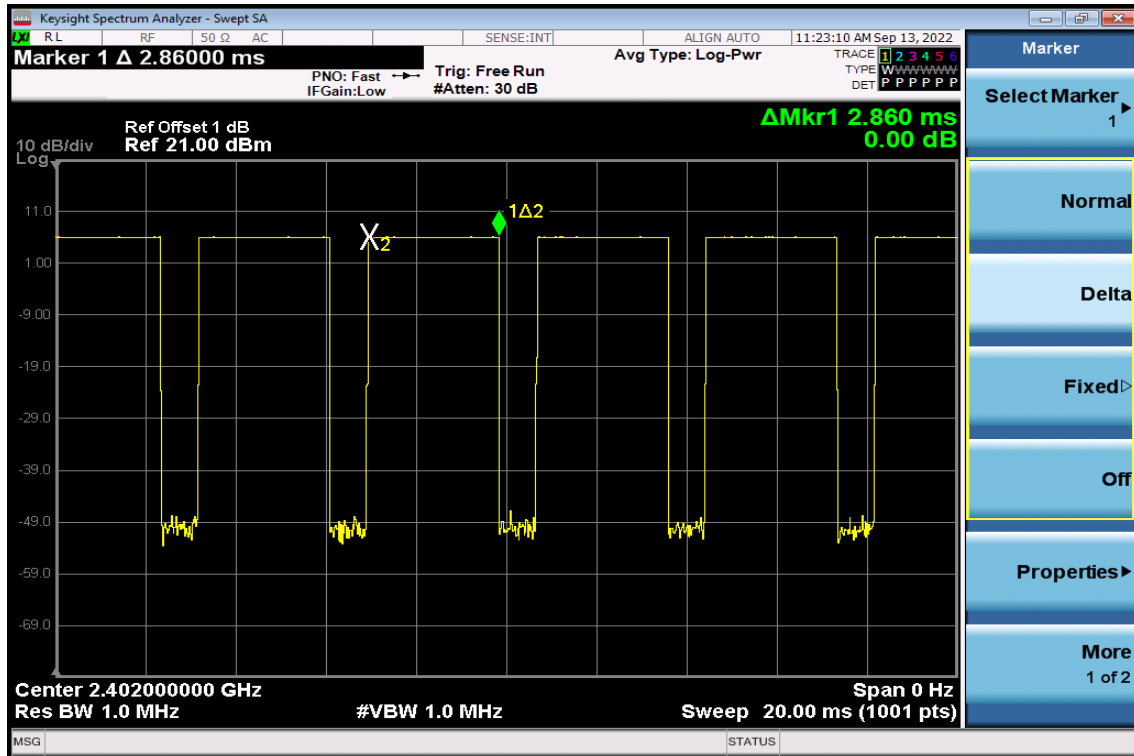 Keysight Spectrum Analyzer - Swept SA
LXI RL RF 50 Ω AC SENSE:INT ALIGN AUTO 11:23:10 AM Sep 13, 2022
Marker 1 Δ 2.86000 ms
PNO: Fast
IFGain:Low
Trig: Free Run
#Atten: 30 dB
Avg Type: Log-Pwr
TRACE 1 2 3 4 5 6
TYPE WWWWWW
DET P P P P P P
ΔMkr1 2.860 ms
0.00 dB
Ref Offset 1 dB
10 dB/div Ref 21.00 dBm
Log
11.0
1.00
-9.00
-19.0
-29.0
-39.0
-49.0
-59.0
-69.0
1Δ2
X2
Center 2.402000000 GHz Span 0 Hz
Res BW 1.0 MHz #VBW 1.0 MHz Sweep 20.00 ms (1001 pts)
MSG STATUS
Marker
Select Marker
1
Normal
Delta
Fixed
Off
Properties
More
1 of 2